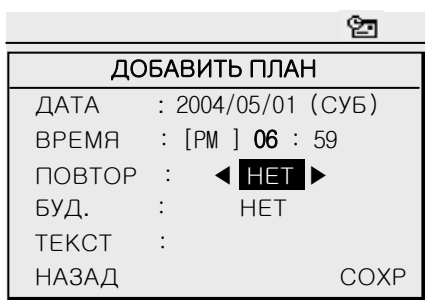 ДОБАВИТЬ ПЛАН
ДАТА : 2004/05/01 (СУБ)
ВРЕМЯ : [PM ] 06 : 59
ПОВТОР : ◀ НЕТ ▶
БУД. : НЕТ
ТЕКСТ :
НАЗАД СОХР